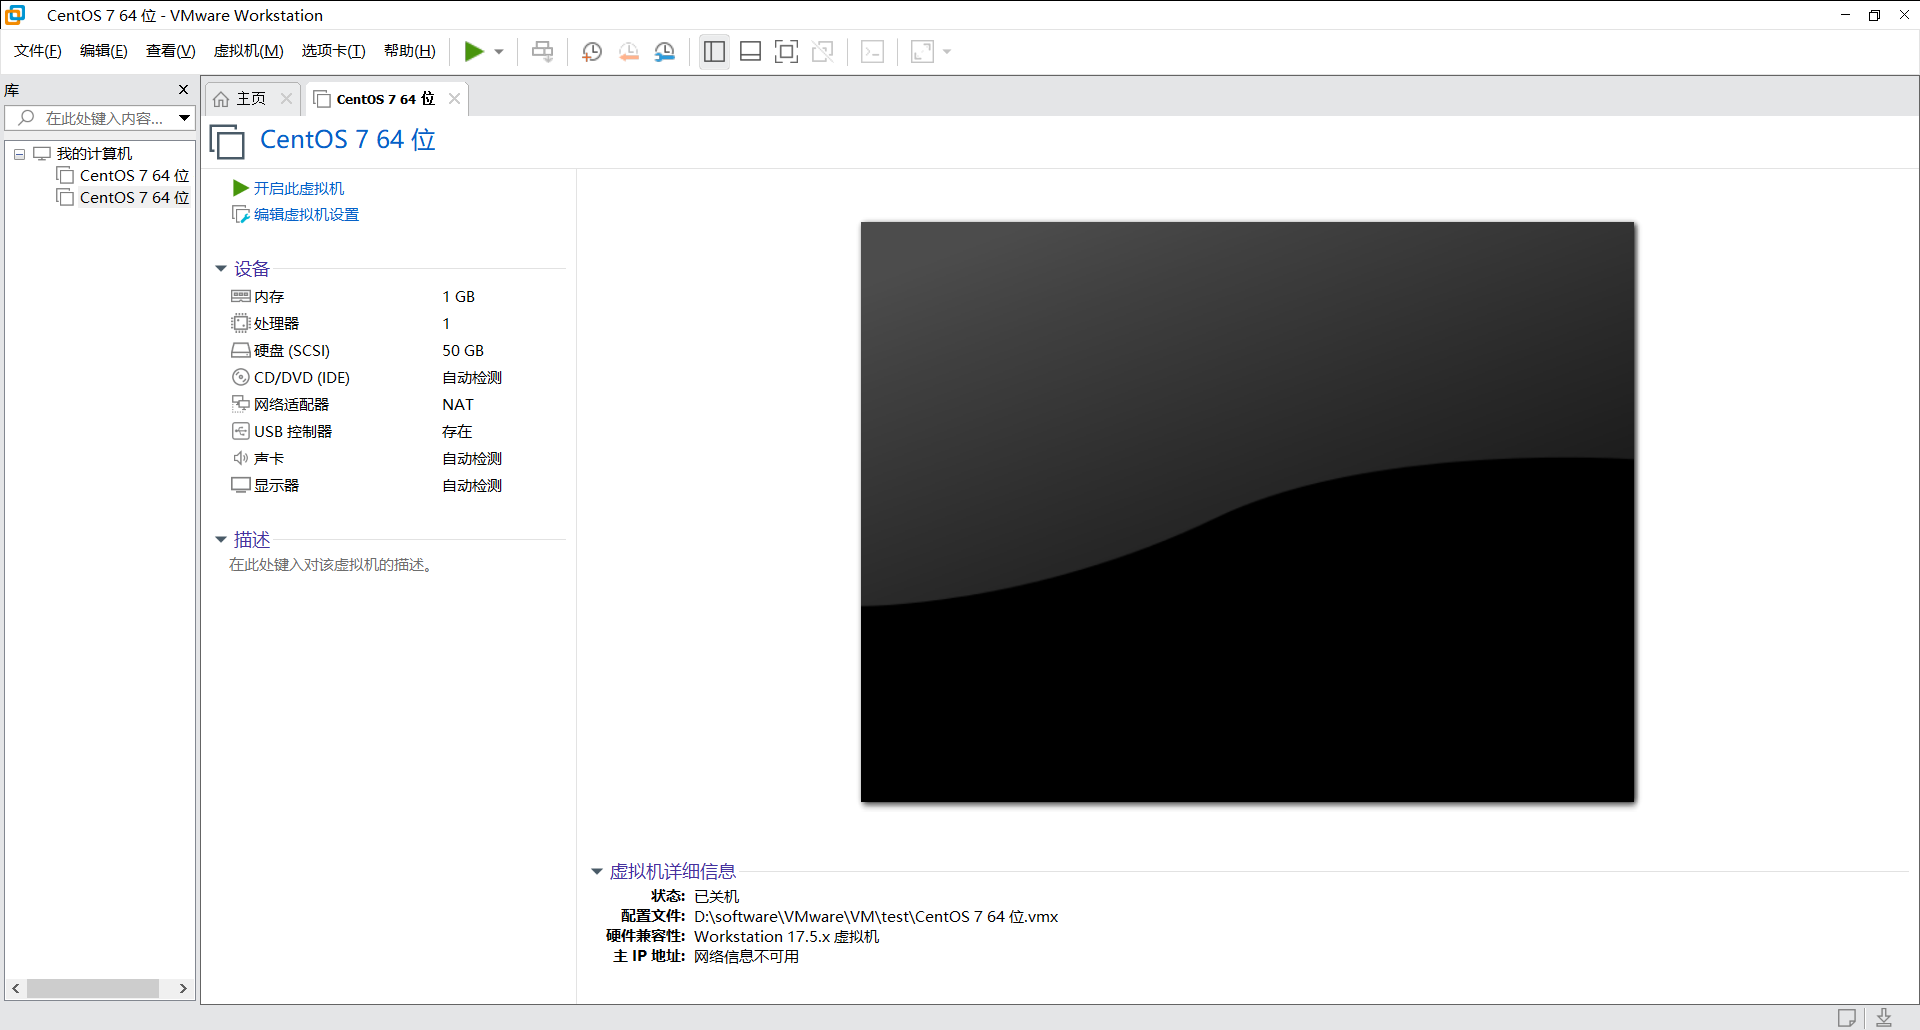 CentOS 7 64 位 - VMware Workstation
文件(F) 编辑(E) 查看(V) 虚拟机(M) 选项卡(T) 帮助(H)
库
在此处键入内容...
我的计算机
CentOS 7 64 位
CentOS 7 64 位
主页
CentOS 7 64 位
CentOS 7 64 位
开启此虚拟机
编辑虚拟机设置
设备
内存 1 GB
处理器 1
硬盘 (SCSI) 50 GB
CD/DVD (IDE) 自动检测
网络适配器 NAT
USB 控制器 存在
声卡 自动检测
显示器 自动检测
描述
在此处键入对该虚拟机的描述。
虚拟机详细信息
状态: 已关机
配置文件: D:\software\VMware\VM\test\CentOS 7 64 位.vmx
硬件兼容性: Workstation 17.5.x 虚拟机
主 IP 地址: 网络信息不可用